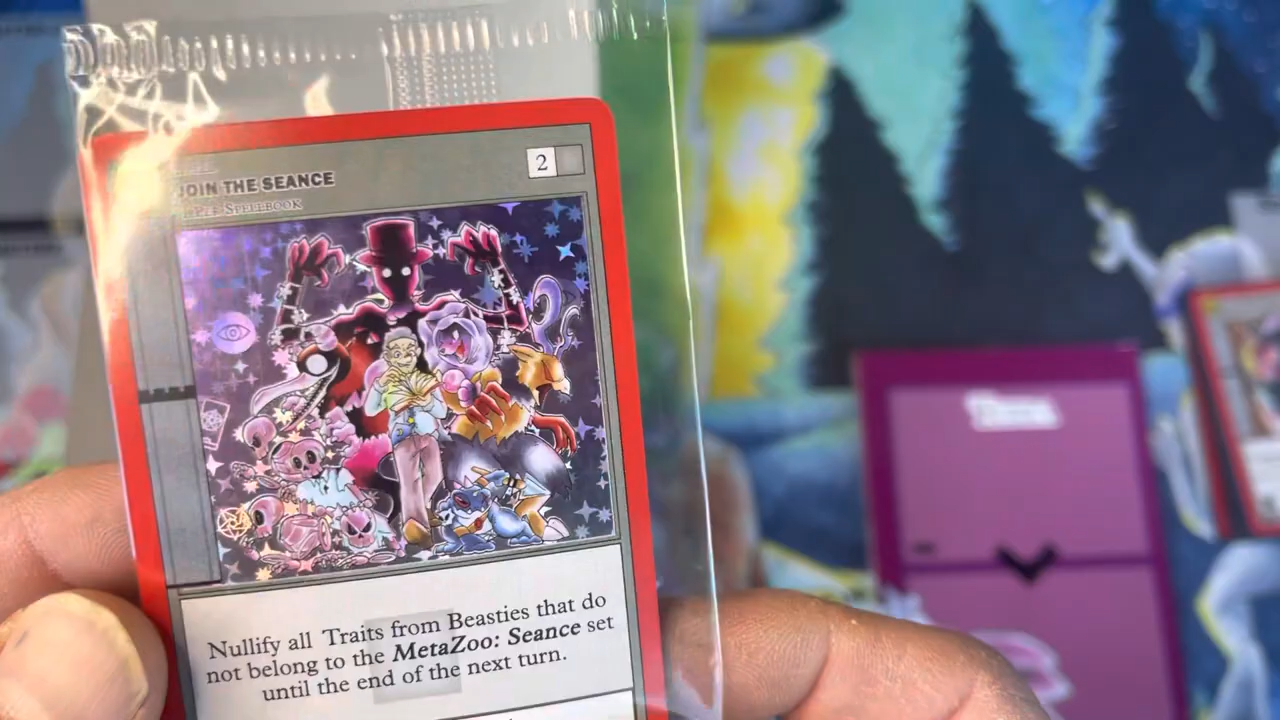 2
JOIN THE SEANCE
SPELLBOOK
Nullify all Traits from Beasties that do
not belong to the MetaZoo: Seance set
until the end of the next turn.